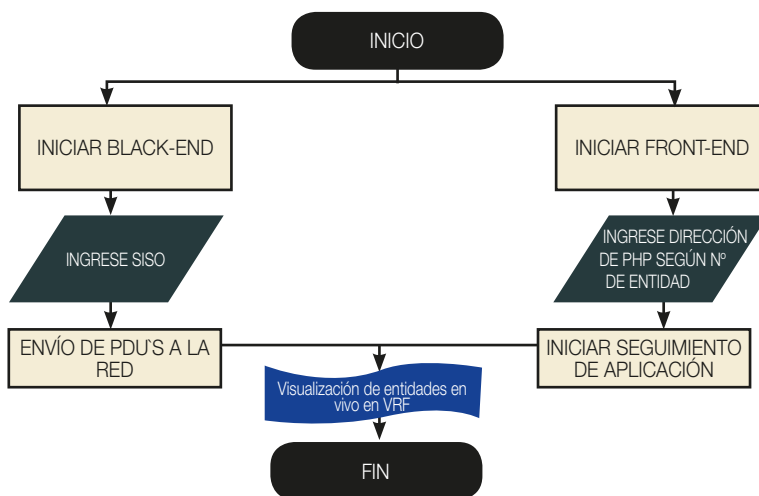 INICIO
INICIAR BLACK-END
INICIAR FRONT-END
INGRESE SISO
INGRESE DIRECCIÓN
DE PHP SEGÚN Nº
DE ENTIDAD
ENVÍO DE PDU`S A LA
RED
INICIAR SEGUIMIENTO
DE APLICACIÓN
Visualización de entidades en
vivo en VRF
FIN